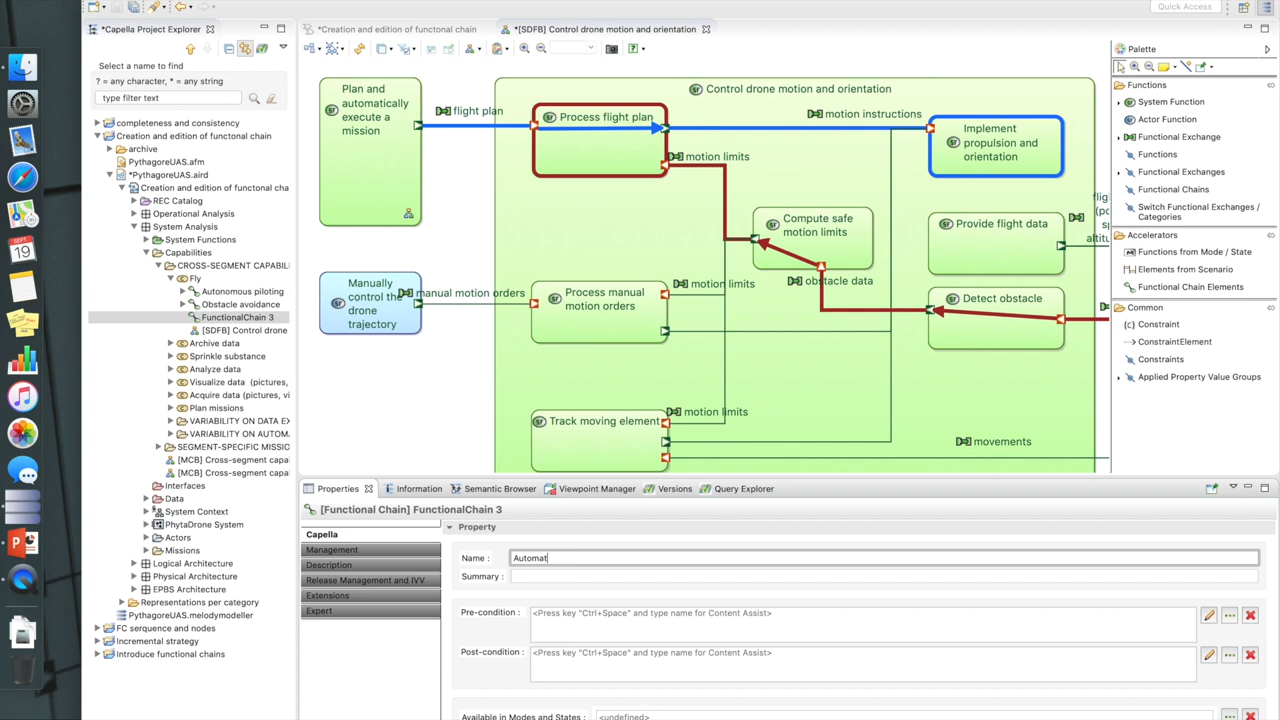 Quick Access
*Capella Project Explorer
Select a name to find
? = any character, * = any string
type filter text
completeness and consistency
Creation and edition of functional chain
archive
PythagoreUAS.afm
*PythagoreUAS.aird
Creation and edition of functonal cha
REC Catalog
Operational Analysis
System Analysis
System Functions
Capabilities
CROSS-SEGMENT CAPABIL
Fly
Autonomous piloting
Obstacle avoidance
FunctionalChain 3
[SDFB] Control drone
Archive data
Sprinkle substance
Analyze data
Visualize data (pictures,
Acquire data (pictures, vi
Plan missions
VARIABILITY ON DATA EX
VARIABILITY ON AUTOM
SEGMENT-SPECIFIC MISSIO
[MCB] Cross-segment capa
[MCB] Cross-segment capa
Interfaces
Data
System Context
PhytaDrone System
Actors
Missions
Logical Architecture
Physical Architecture
EPBS Architecture
Representations per category
PythagoreUAS.melodymodeller
FC serquence and nodes
Incremental strategy
Introduce functional chains
SEPT.
19
*Creation and edition of functonal chain
*[SDFB] Control drone motion and orientation
Plan and
automatically
execute a
mission
flight plan
Control drone motion and orientation
Process flight plan
motion instructions
Implement
propulsion and
orientation
motion limits
Compute safe
motion limits
Provide flight data
flig
(po
sp
altitu
obstacle data
Manually
control the
drone
trajectory
manual motion orders
Process manual
motion orders
motion limits
Detect obstacle
Track moving element
motion limits
movements
Palette
Functions
System Function
Actor Function
Functional Exchange
Functions
Functional Exchanges
Functional Chains
Switch Functional Exchanges /
Categories
Accelerators
Functions from Mode / State
Elements from Scenario
Functional Chain Elements
Common
Constraint
ConstraintElement
Constraints
Applied Property Value Groups
Properties
Information
Semantic Browser
Viewpoint Manager
Versions
Query Explorer
[Functional Chain] FunctionalChain 3
Capella
Management
Description
Release Management and IVV
Extensions
Expert
Property
Name :
Automat
Summary :
Pre-condition :
<Press key "Ctrl+Space" and type name for Content Assist>
Post-condition :
<Press key "Ctrl+Space" and type name for Content Assist>
Available in Modes and States :
<undefined>